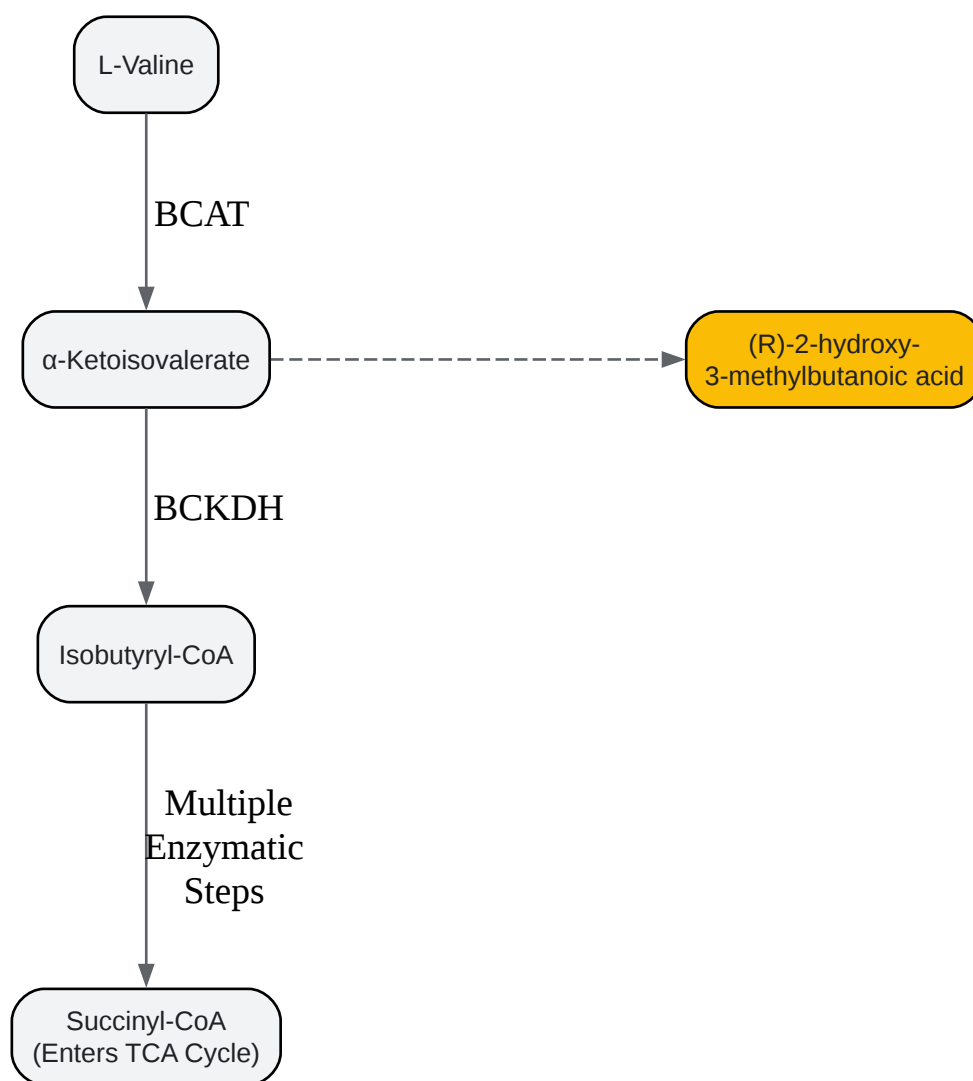 L-Valine
BCAT
α-Ketoisovalerate
(R)-2-hydroxy-
3-methylbutanoic acid
BCKDH
Isobutyryl-CoA
Multiple
Enzymatic
Steps
Succinyl-CoA
(Enters TCA Cycle)